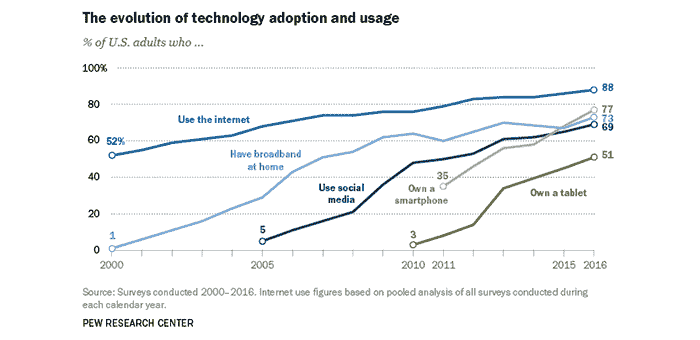 The evolution of technology adoption and usage
% of U.S. adults who ...
100%
80
60
40
20
0
52%
Use the internet
88
1
Have broadband
at home
73
5
Use social
media
69
35
Own a
smartphone
77
3
Own a tablet
51
2000
2005
2010
2011
2015
2016
Source: Surveys conducted 2000–2016. Internet use figures based on pooled analysis of all surveys conducted during
each calendar year.
PEW RESEARCH CENTER